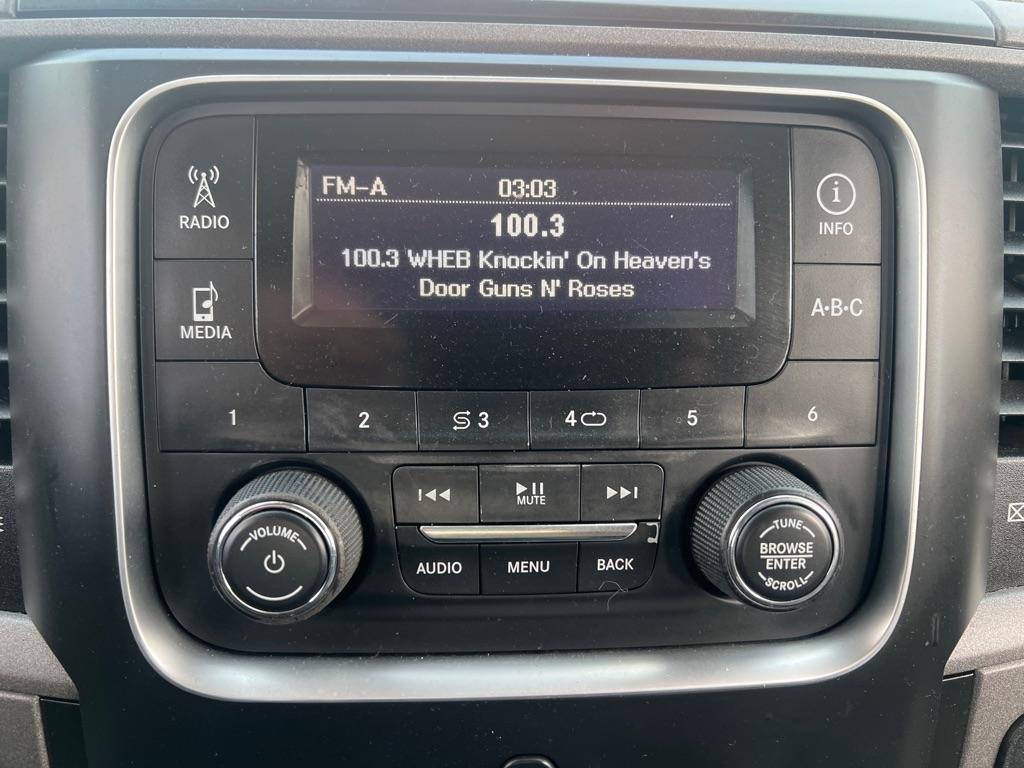 RADIO
MEDIA
FM-A 03:03
100.3
100.3 WHEB Knockin' On Heaven's
Door Guns N' Roses
i
INFO
A•B•C
1 2 3 4 5 6
VOLUME
MUTE
AUDIO MENU BACK
TUNE
BROWSE
ENTER
SCROLL